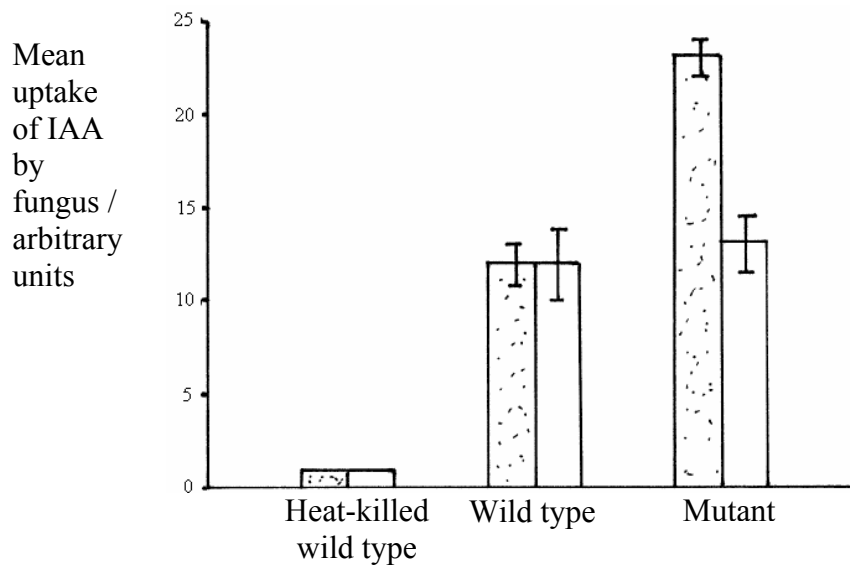 Mean
uptake
of IAA
by
fungus /
arbitrary
units
25
20
15
10
5
0
Heat-killed
wild type
Wild type
Mutant